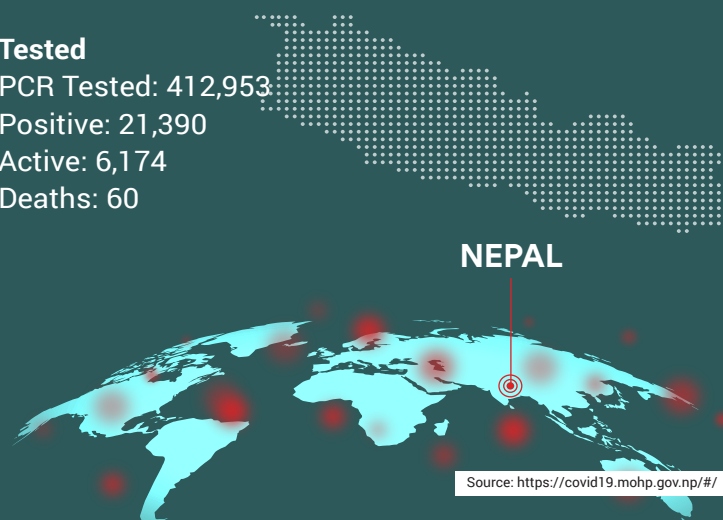 Tested
PCR Tested: 412,953
Positive: 21,390
Active: 6,174
Deaths: 60
NEPAL
Source: https://covid19.mohp.gov.np/#/